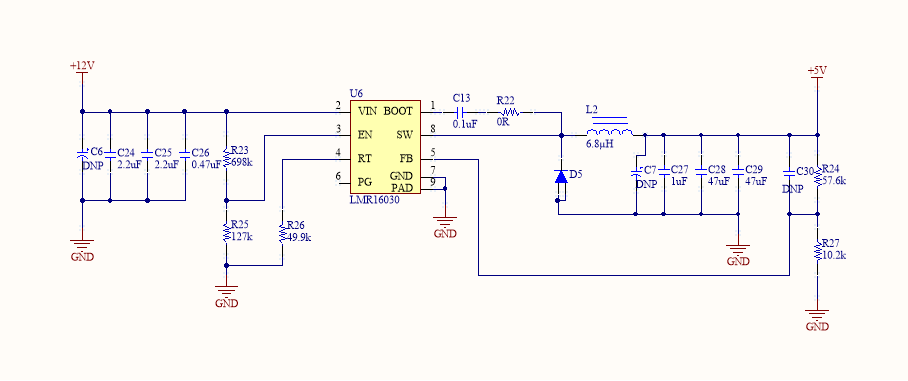 +12V
+5V
U6
2 VIN BOOT 1
3 EN SW 8
4 RT FB 5
6 PG GND 7
PAD 9
LMR16030
C6
DNP
C24
2.2uF
C25
2.2uF
C26
0.47uF
R23
698k
R25
127k
R26
49.9k
C13
0.1uF
R22
0R
L2
6.8μH
D5
C7
DNP
C27
1uF
C28
47uF
C29
47uF
C30
DNP
R24
57.6k
R27
10.2k
GND
GND
GND
GND
GND